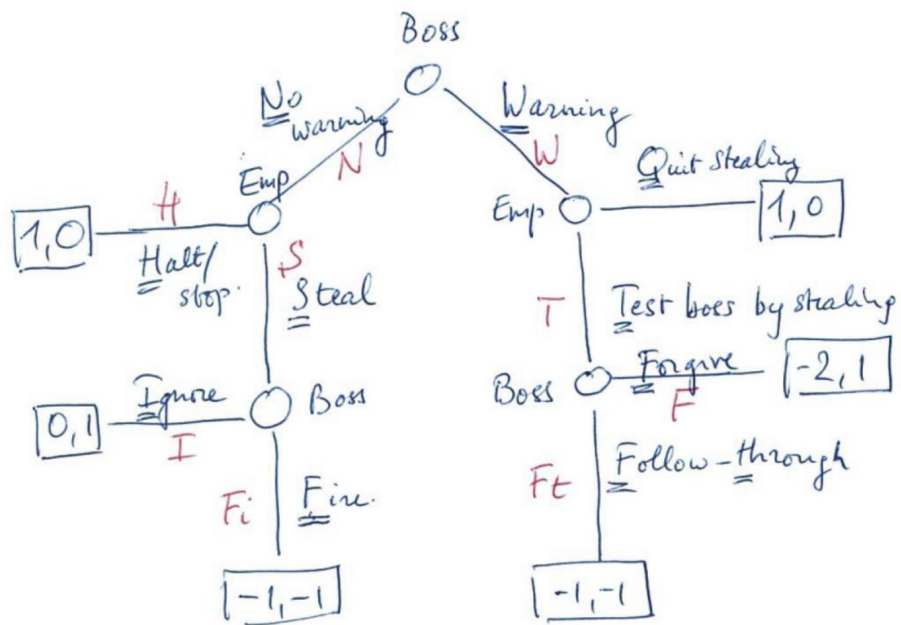 Boss
No
warning
N
Warning
W
Emp
Quit stealing
H
1,0
Emp
1,0
Halt/
stop.
S
Steal
T
Test boss by stealing
Ignore
I
0,1
Boss
Boss
Forgive
F
-2,1
Fi
Fire.
Ft
Follow-through
-1,-1
-1,-1